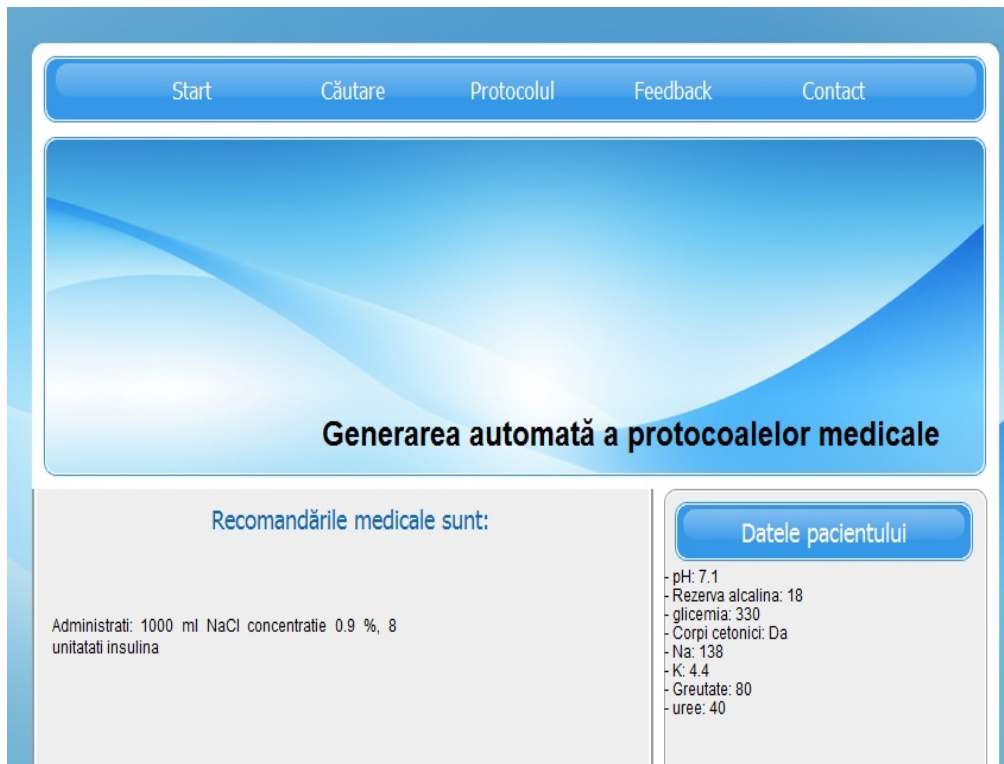 Start Căutare Protocolul Feedback Contact
Generarea automată a protocoalelor medicale
Recomandările medicale sunt:
Administrati: 1000 ml NaCl concentratie 0.9 %, 8
unitatati insulina
Datele pacientului
- pH: 7.1
- Rezerva alcalina: 18
- glicemia: 330
- Corpi cetonici: Da
- Na: 138
- K: 4.4
- Greutate: 80
- uree: 40